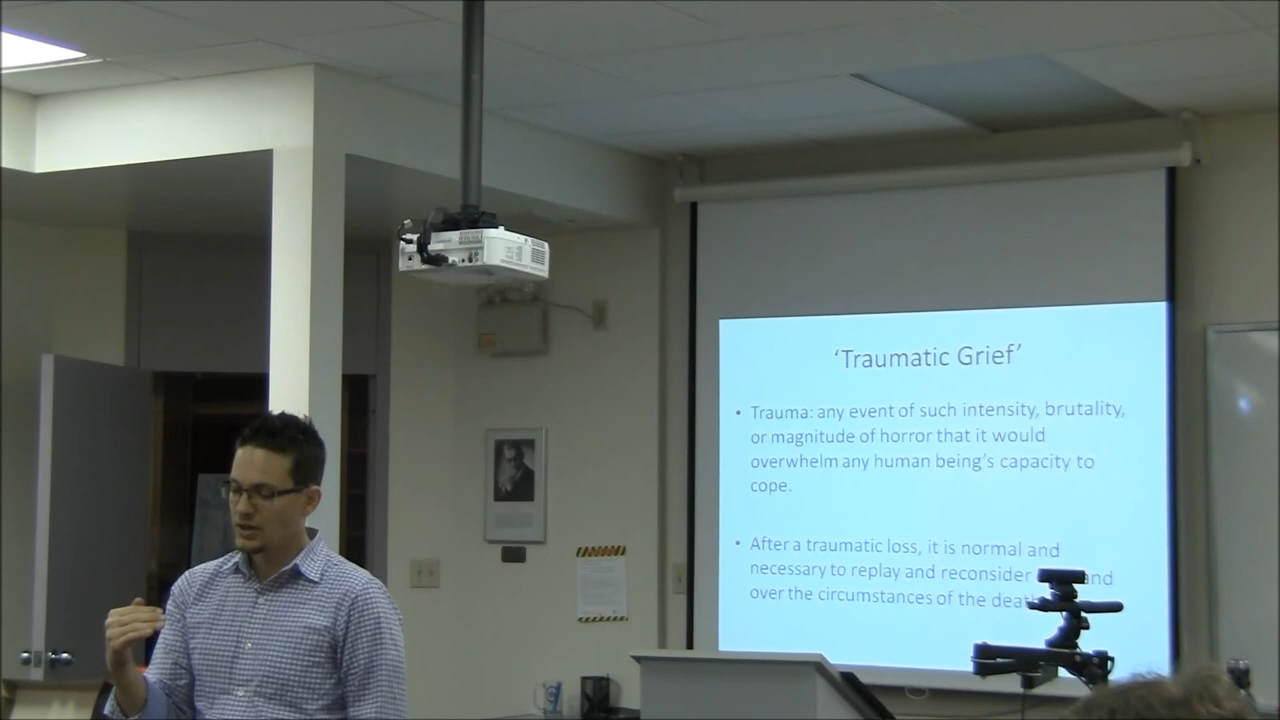 ‘Traumatic Grief’
• Trauma: any event of such intensity, brutality,
or magnitude of horror that it would
overwhelm any human being’s capacity to
cope.
• After a traumatic loss, it is normal and
necessary to replay and reconsider and
over the circumstances of the death